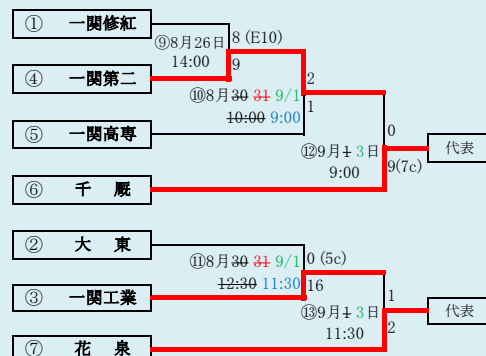 ① 一関修紅
⑨8月26日 8 (E10)
14:00 9
④ 一関第二
2
⑩8月30 31 9/1 1
10:00 9:00
⑤ 一関高専
0
⑫9月1 3日 代表
9:00 9(7c)
⑥ 千 厩
② 大 東
⑪8月30 31 9/1 0 (5c)
12:30 11:30 16
③ 一関工業
1
⑬9月1 3日 代表
11:30 2
⑦ 花 泉